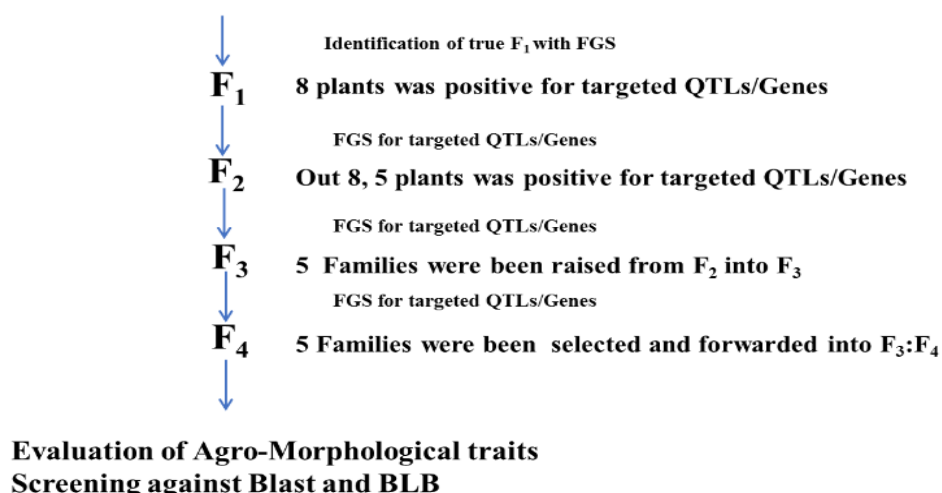 Identification of true F₁ with FGS
F₁ 8 plants was positive for targeted QTLs/Genes
FGS for targeted QTLs/Genes
F₂ Out 8, 5 plants was positive for targeted QTLs/Genes
FGS for targeted QTLs/Genes
F₃ 5 Families were been raised from F₂ into F₃
FGS for targeted QTLs/Genes
F₄ 5 Families were been selected and forwarded into F₃:F₄
Evaluation of Agro-Morphological traits
Screening against Blast and BLB